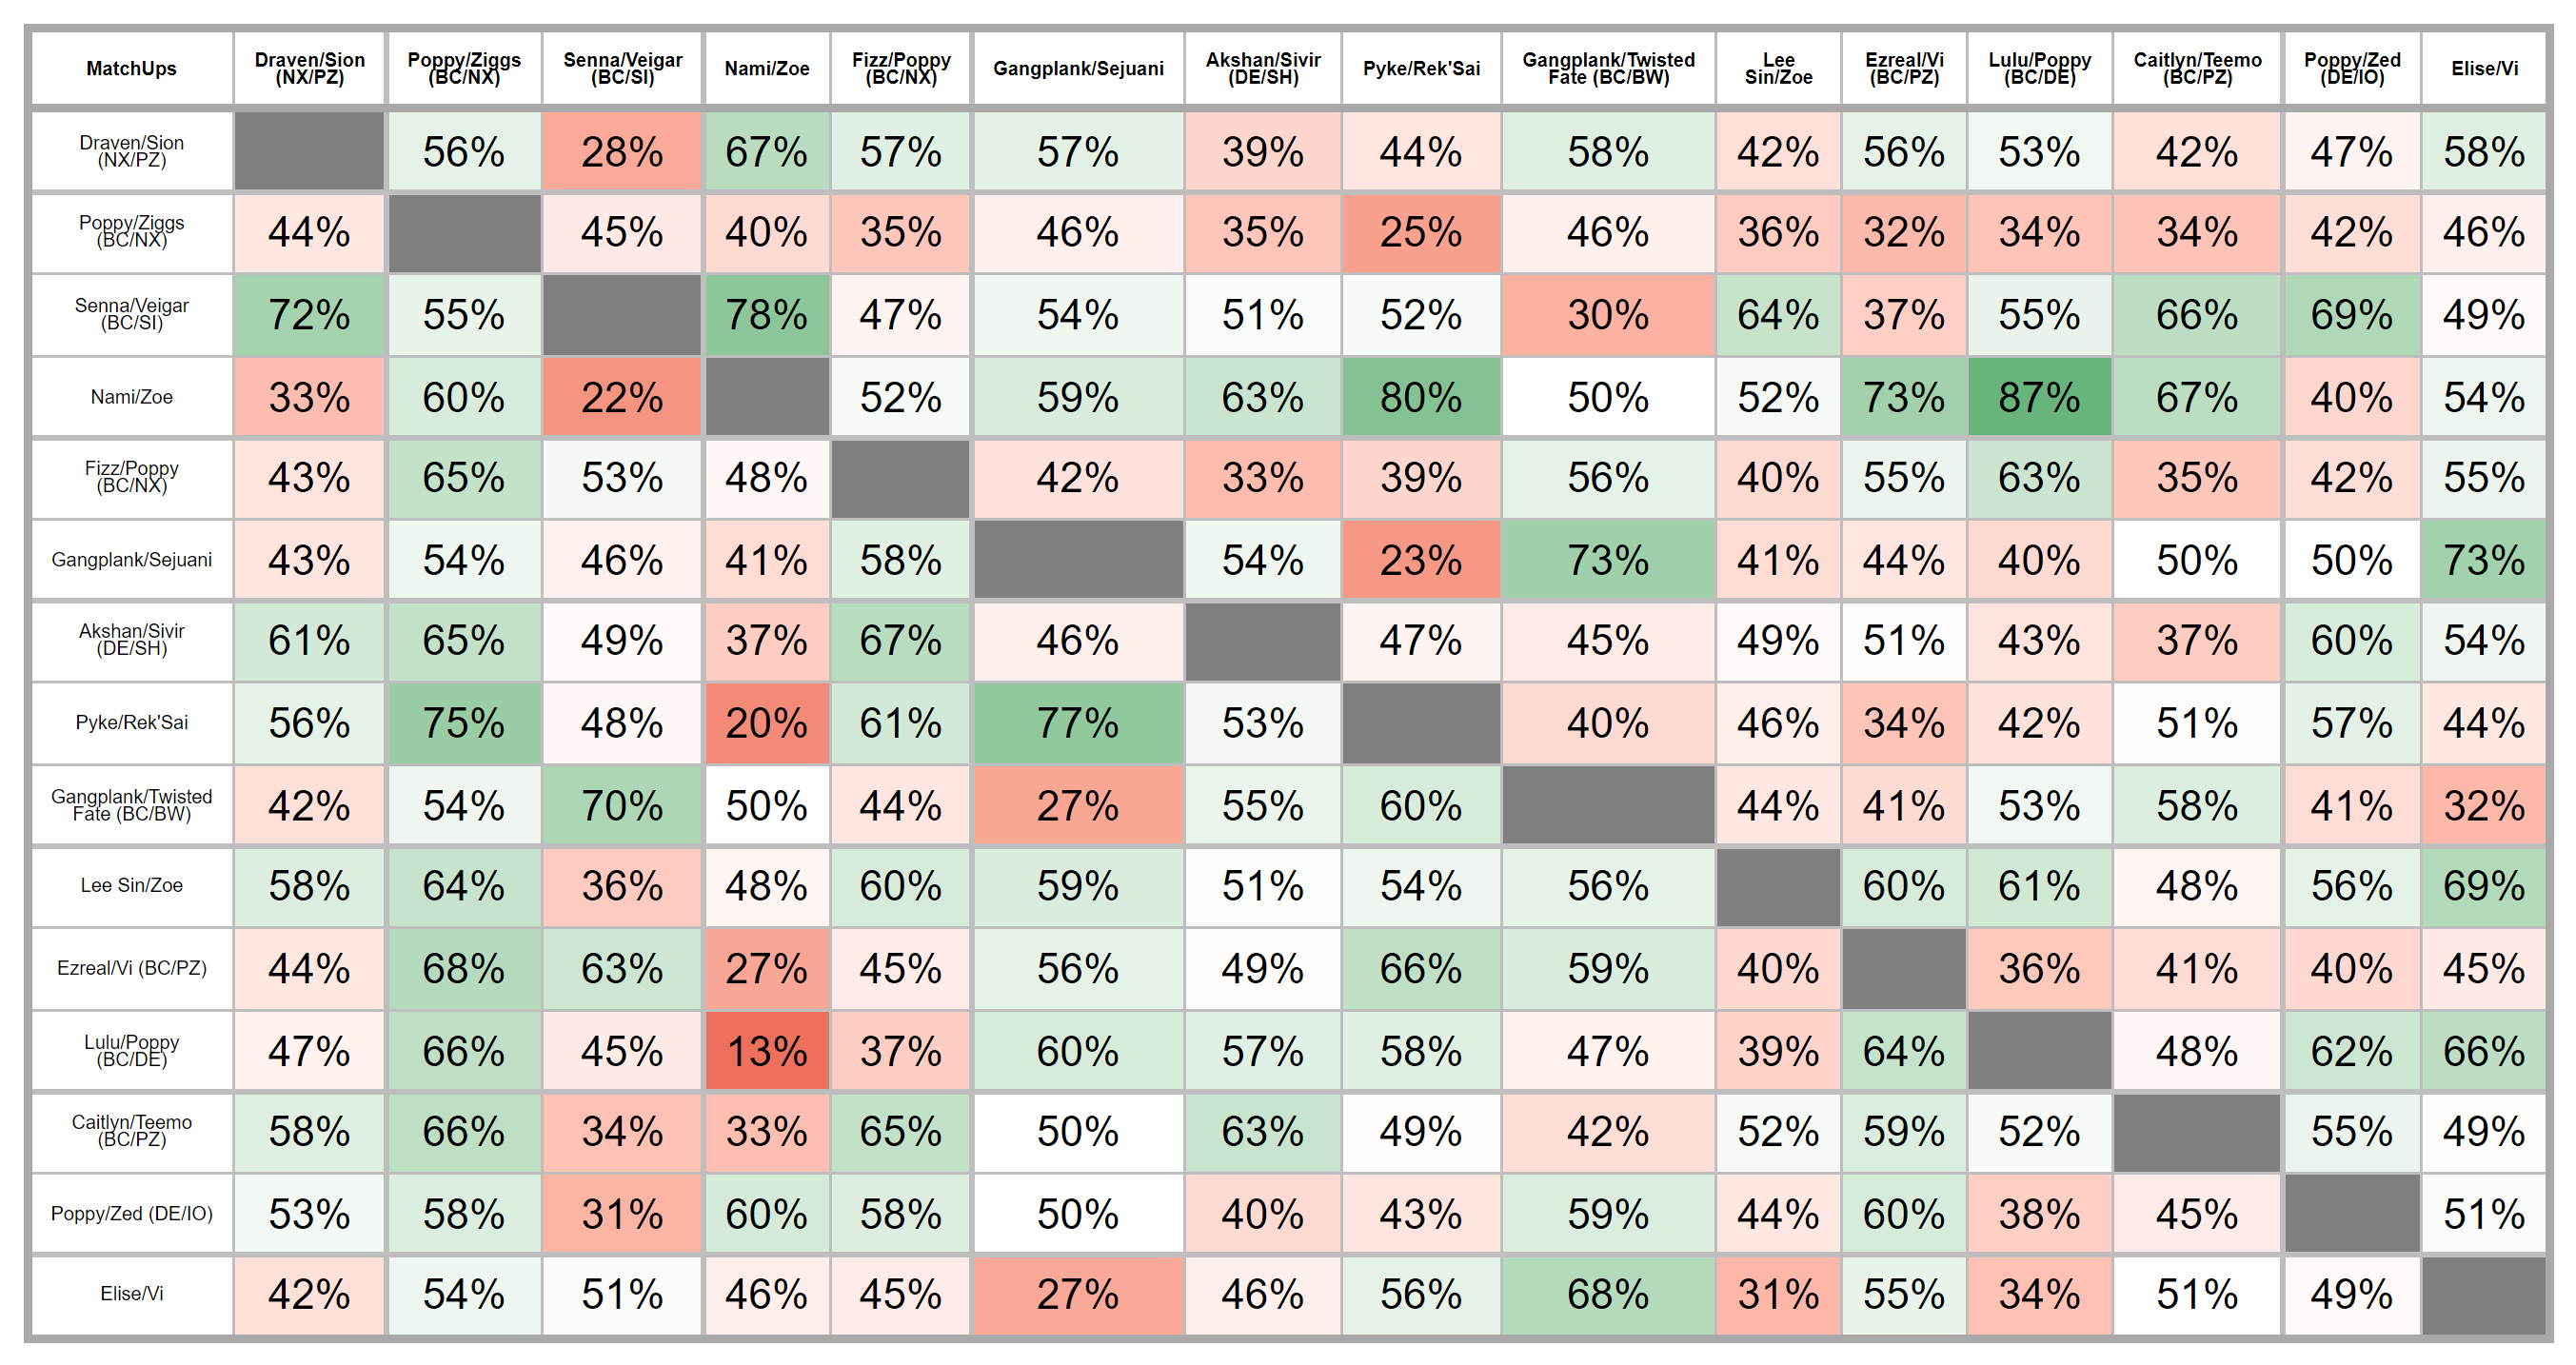 MatchUps Draven/Sion (NX/PZ) Poppy/Ziggs (BC/NX) Senna/Veigar (BC/SI) Nami/Zoe Fizz/Poppy (BC/NX) Gangplank/Sejuani Akshan/Sivir (DE/SH) Pyke/Rek'Sai Gangplank/Twisted Fate (BC/BW) Lee Sin/Zoe Ezreal/Vi (BC/PZ) Lulu/Poppy (BC/DE) Caitlyn/Teemo (BC/PZ) Poppy/Zed (DE/IO) Elise/Vi
Draven/Sion (NX/PZ) 56% 28% 67% 57% 57% 39% 44% 58% 42% 56% 53% 42% 47% 58%
Poppy/Ziggs (BC/NX) 44% 45% 40% 35% 46% 35% 25% 46% 36% 32% 34% 34% 42% 46%
Senna/Veigar (BC/SI) 72% 55% 78% 47% 54% 51% 52% 30% 64% 37% 55% 66% 69% 49%
Nami/Zoe 33% 60% 22% 52% 59% 63% 80% 50% 52% 73% 87% 67% 40% 54%
Fizz/Poppy (BC/NX) 43% 65% 53% 48% 42% 33% 39% 56% 40% 55% 63% 35% 42% 55%
Gangplank/Sejuani 43% 54% 46% 41% 58% 54% 23% 73% 41% 44% 40% 50% 50% 73%
Akshan/Sivir (DE/SH) 61% 65% 49% 37% 67% 46% 47% 45% 49% 51% 43% 37% 60% 54%
Pyke/Rek'Sai 56% 75% 48% 20% 61% 77% 53% 40% 46% 34% 42% 51% 57% 44%
Gangplank/Twisted Fate (BC/BW) 42% 54% 70% 50% 44% 27% 55% 60% 44% 41% 53% 58% 41% 32%
Lee Sin/Zoe 58% 64% 36% 48% 60% 59% 51% 54% 56% 60% 61% 48% 56% 69%
Ezreal/Vi (BC/PZ) 44% 68% 63% 27% 45% 56% 49% 66% 59% 40% 36% 41% 40% 45%
Lulu/Poppy (BC/DE) 47% 66% 45% 13% 37% 60% 57% 58% 47% 39% 64% 48% 62% 66%
Caitlyn/Teemo (BC/PZ) 58% 66% 34% 33% 65% 50% 63% 49% 42% 52% 59% 52% 55% 49%
Poppy/Zed (DE/IO) 53% 58% 31% 60% 58% 50% 40% 43% 59% 44% 60% 38% 45% 51%
Elise/Vi 42% 54% 51% 46% 45% 27% 46% 56% 68% 31% 55% 34% 51% 49%